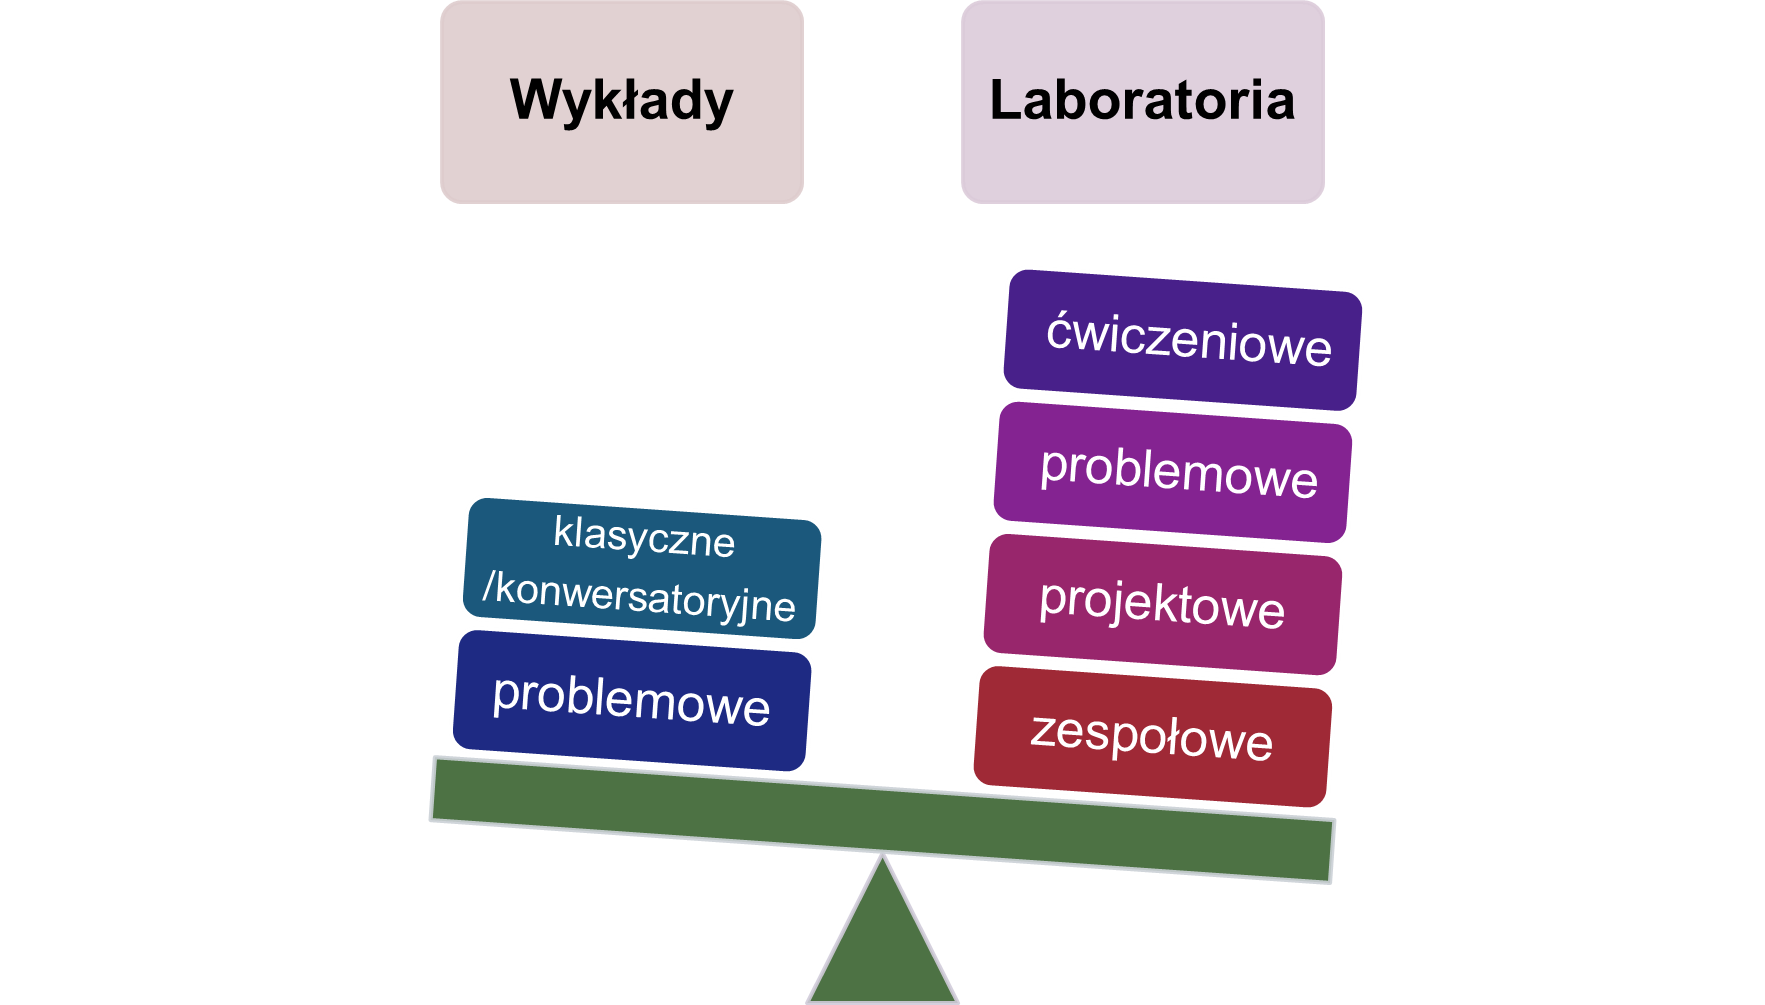 Wykłady
Laboratoria
klasyczne
/konwersatoryjne
problemowe
ćwiczeniowe
problemowe
projektowe
zespołowe